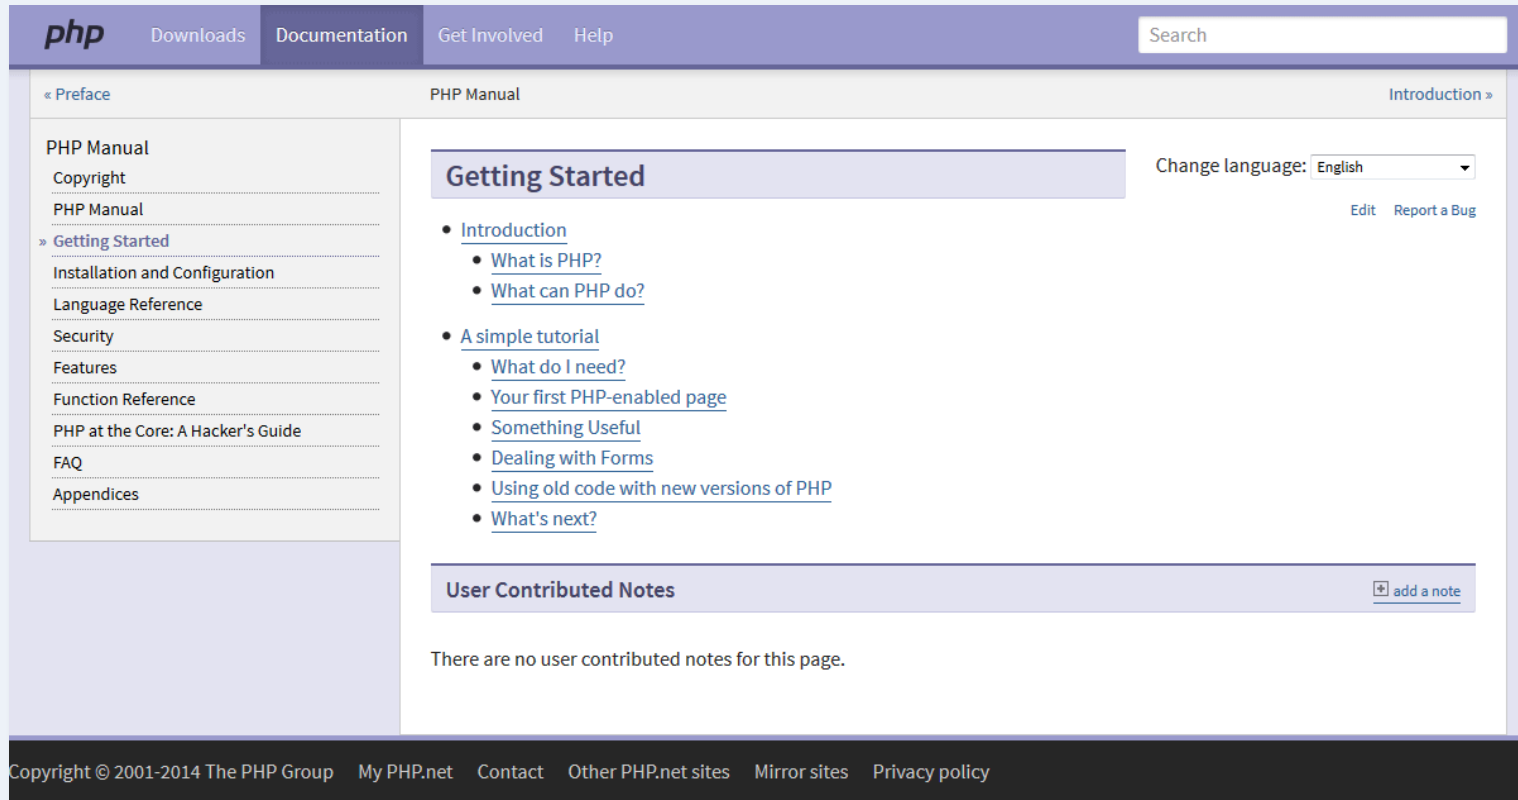 php Downloads Documentation Get Involved Help Search
« Preface PHP Manual Introduction »
PHP Manual
Copyright
PHP Manual
» Getting Started
Installation and Configuration
Language Reference
Security
Features
Function Reference
PHP at the Core: A Hacker's Guide
FAQ
Appendices
Getting Started
Change language: English
Edit Report a Bug
• Introduction
• What is PHP?
• What can PHP do?
• A simple tutorial
• What do I need?
• Your first PHP-enabled page
• Something Useful
• Dealing with Forms
• Using old code with new versions of PHP
• What's next?
User Contributed Notes
add a note
There are no user contributed notes for this page.
Copyright © 2001-2014 The PHP Group My PHP.net Contact Other PHP.net sites Mirror sites Privacy policy